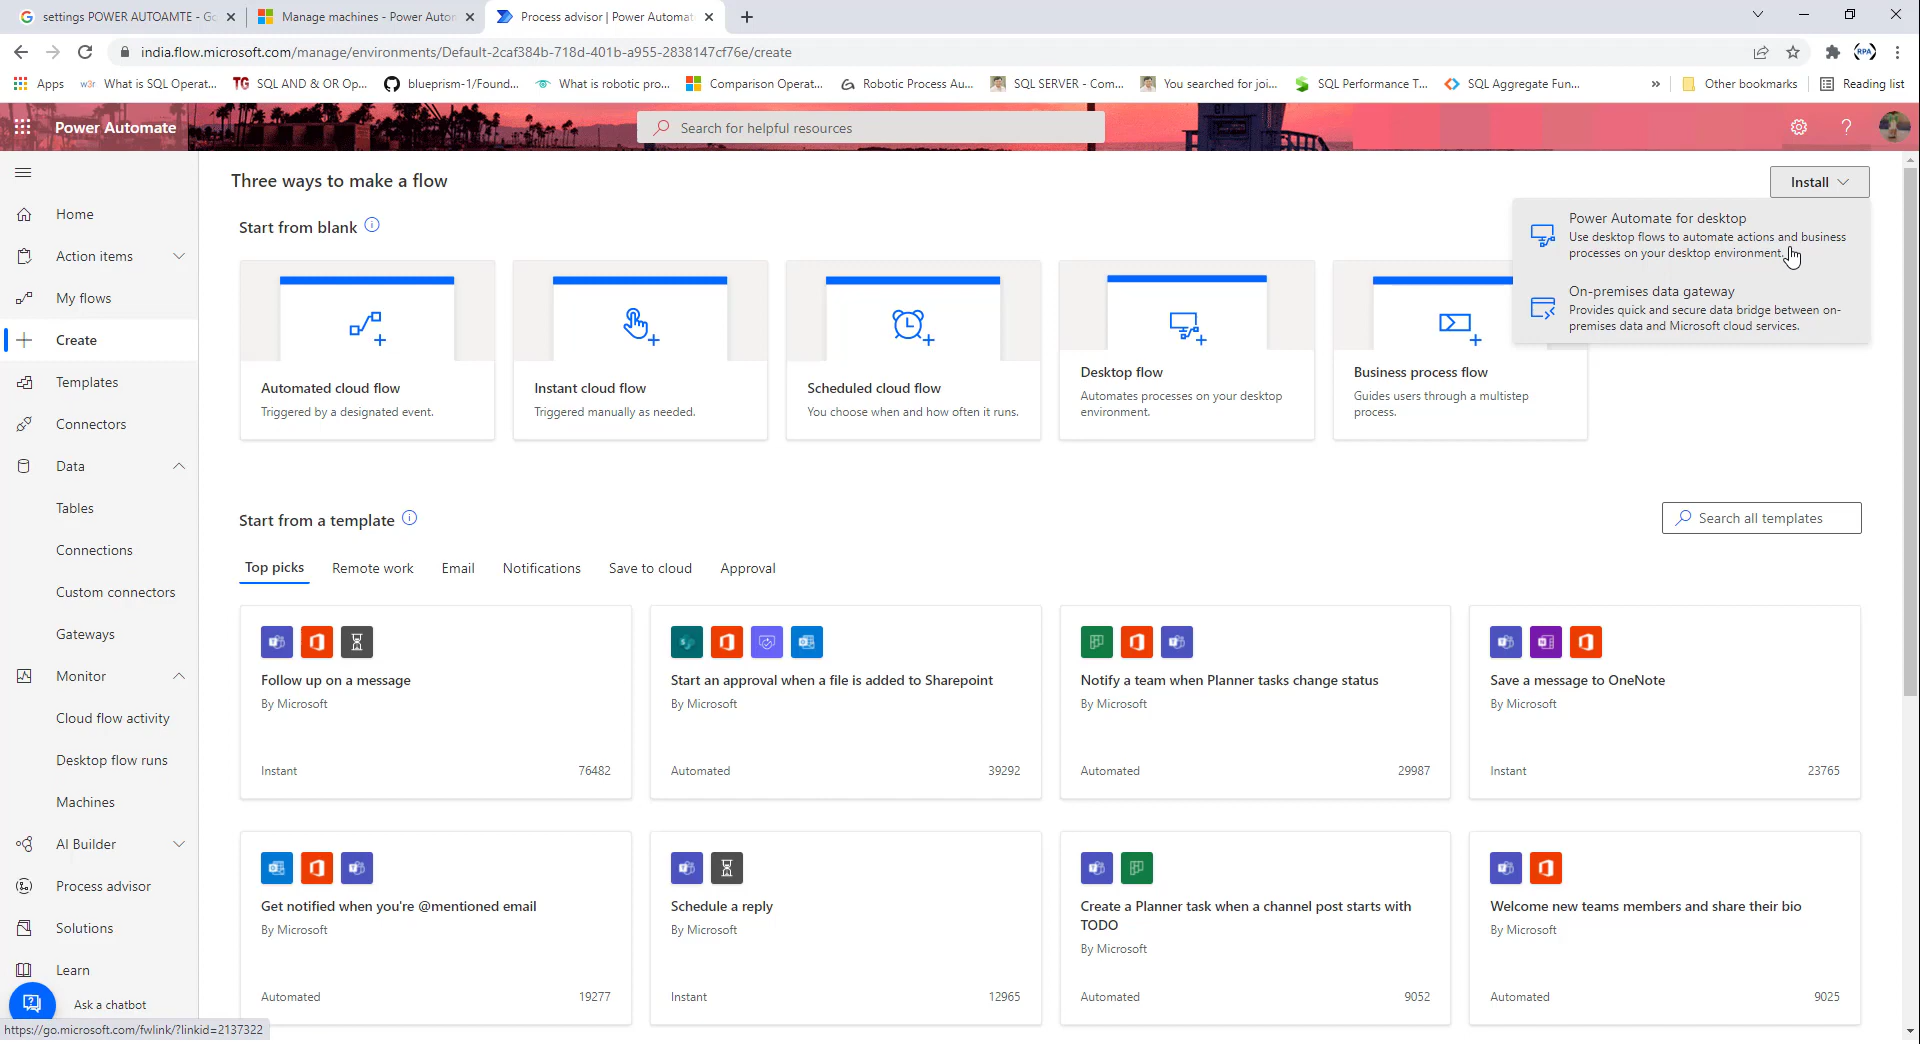 settings POWER AUTOAMTE - Go
Manage machines - Power Autom
Process advisor | Power Automat
india.flow.microsoft.com/manage/environments/Default-2caf384b-718d-401b-a955-2838147cf76e/create
Apps
What is SQL Operat...
SQL AND & OR Op...
blueprism-1/Found...
What is robotic pro...
Comparison Operat...
Robotic Process Au...
SQL SERVER - Com...
You searched for joi...
SQL Performance T...
SQL Aggregate Fun...
»
Other bookmarks
Reading list
Power Automate
Search for helpful resources
Three ways to make a flow
Install
Power Automate for desktop
Use desktop flows to automate actions and business
processes on your desktop environment.
On-premises data gateway
Provides quick and secure data bridge between on-
premises data and Microsoft cloud services.
Home
Action items
My flows
Create
Templates
Connectors
Data
Tables
Connections
Custom connectors
Gateways
Monitor
Cloud flow activity
Desktop flow runs
Machines
AI Builder
Process advisor
Solutions
Learn
Ask a chatbot
https://go.microsoft.com/fwlink/?linkid=2137322
Start from blank
Automated cloud flow
Triggered by a designated event.
Instant cloud flow
Triggered manually as needed.
Scheduled cloud flow
You choose when and how often it runs.
Desktop flow
Automates processes on your desktop
environment.
Business process flow
Guides users through a multistep
process.
Start from a template
Search all templates
Top picks
Remote work
Email
Notifications
Save to cloud
Approval
Follow up on a message
By Microsoft
Instant
76482
Start an approval when a file is added to Sharepoint
By Microsoft
Automated
39292
Notify a team when Planner tasks change status
By Microsoft
Automated
29987
Save a message to OneNote
By Microsoft
Instant
23765
Get notified when you're @mentioned email
By Microsoft
Automated
19277
Schedule a reply
By Microsoft
Instant
12965
Create a Planner task when a channel post starts with
TODO
By Microsoft
Automated
9052
Welcome new teams members and share their bio
By Microsoft
Automated
9025